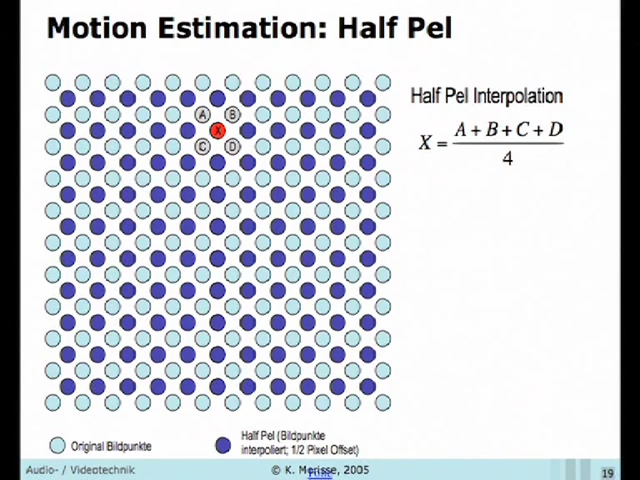 Motion Estimation: Half Pel
Half Pel Interpolation
X = A + B + C + D
4
A B
X
C D
Original Bildpunkte
Half Pel (Bildpunkte
interpoliert; 1/2 Pixel Offset)
Audio- / Videotechnik
© K. Morisse, 2005
19